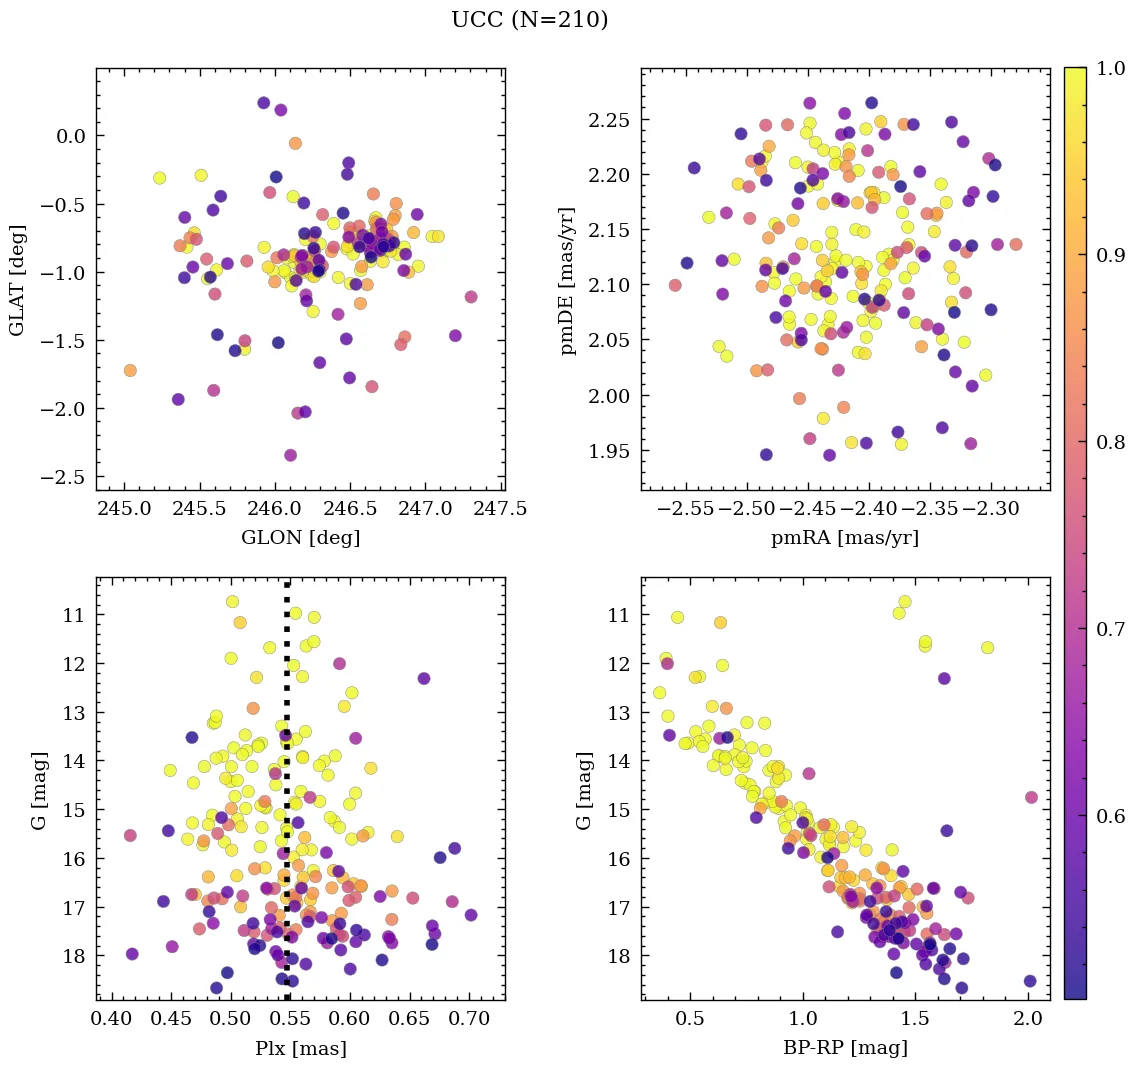 UCC (N=210)
0.0
−0.5
−1.0
−1.5
−2.0
−2.5
GLAT [deg]
245.0 245.5 246.0 246.5 247.0 247.5
GLON [deg]
2.25
2.20
2.15
2.10
2.05
2.00
1.95
pmDE [mas/yr]
−2.55 −2.50 −2.45 −2.40 −2.35 −2.30
pmRA [mas/yr]
11
12
13
14
15
16
17
18
G [mag]
0.40 0.45 0.50 0.55 0.60 0.65 0.70
Plx [mas]
11
12
13
14
15
16
17
18
G [mag]
0.5 1.0 1.5 2.0
BP-RP [mag]
1.0
0.9
0.8
0.7
0.6